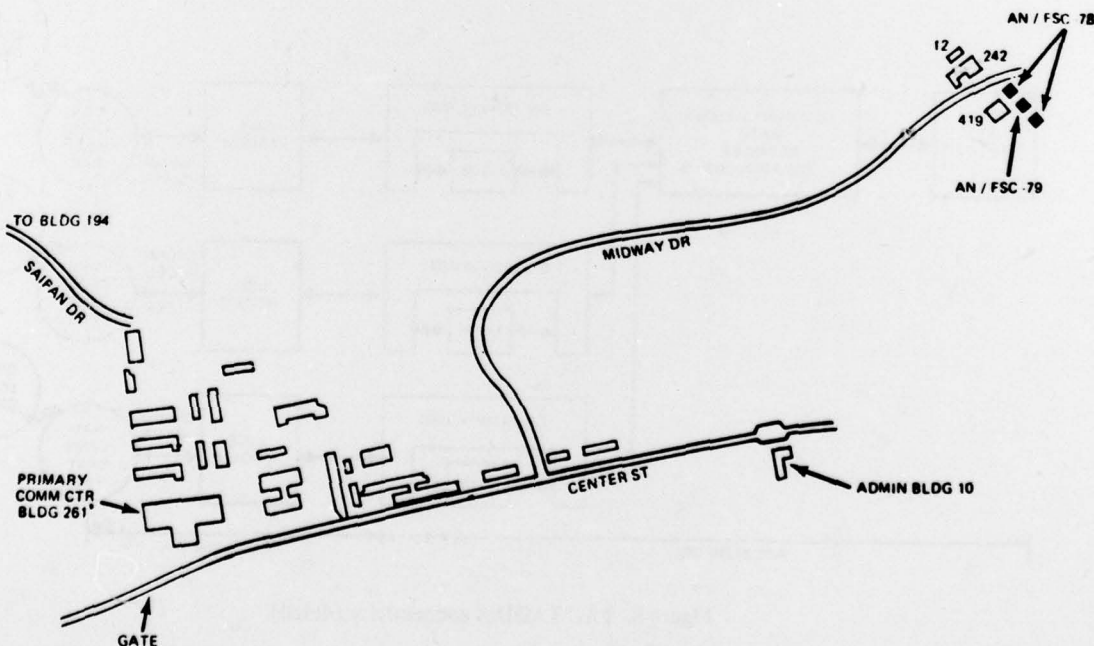 AN / FSC -78
12
242
419
AN / FSC -79
TO BLDG 194
SAIPAN DR
MIDWAY DR
PRIMARY
COMM CTR
BLDG 261*
CENTER ST
ADMIN BLDG 10
GATE